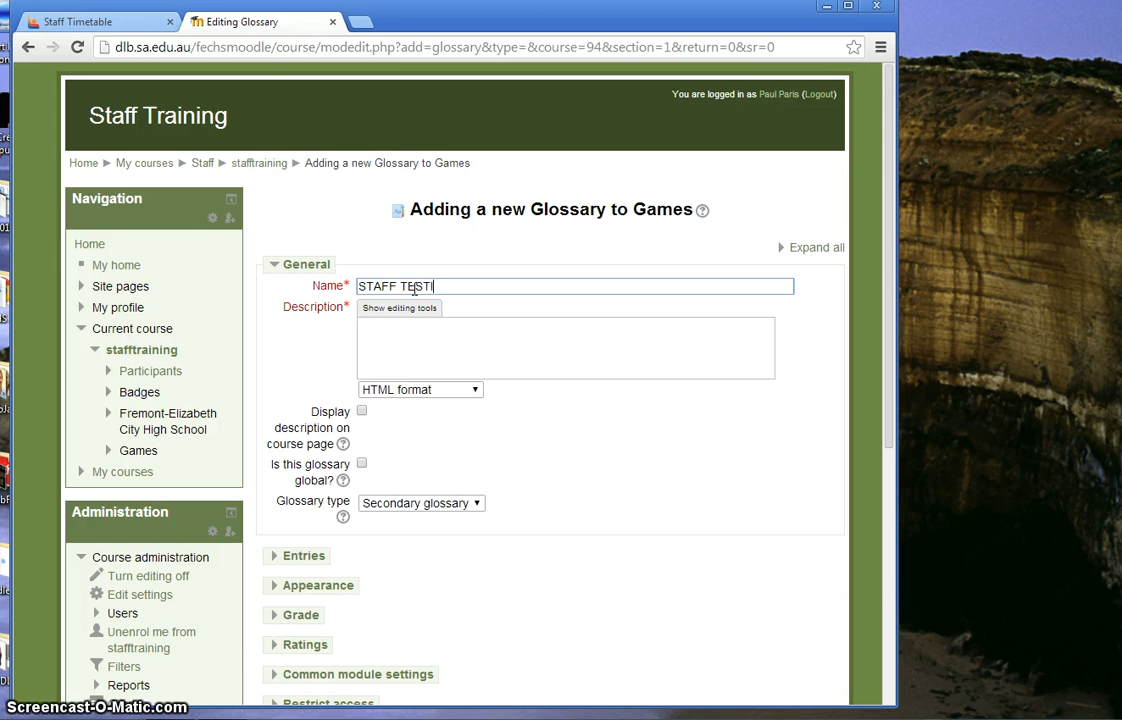 Staff Timetable
Editing Glossary
dlb.sa.edu.au/fechsmoodle/course/modedit.php?add=glossary&type=&course=94&section=1&return=0&sr=0
You are logged in as Paul Paris (Logout)
Staff Training
Home ► My courses ► Staff ► stafftraining ► Adding a new Glossary to Games
Navigation
Home
My home
Site pages
My profile
Current course
stafftraining
Participants
Badges
Fremont-Elizabeth
City High School
Games
My courses
Administration
Course administration
Turn editing off
Edit settings
Users
Unenrol me from
stafftraining
Filters
Reports
Adding a new Glossary to Games
Expand all
General
Name* STAFF TESTI
Description* Show editing tools
HTML format
Display
description on
course page
Is this glossary
global?
Glossary type Secondary glossary
Entries
Appearance
Grade
Ratings
Common module settings
Restrict access
Screencast-O-Matic.com